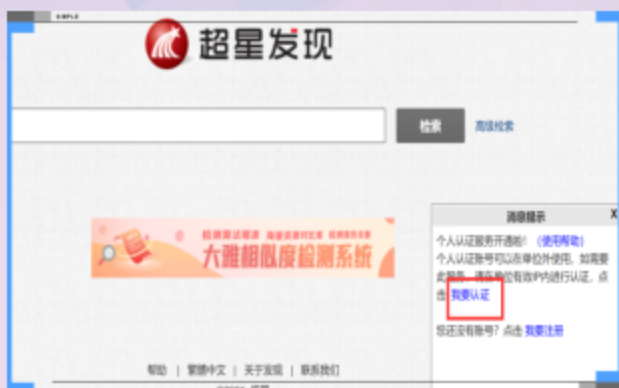 SIMPLE
超星发现
检索 高级检索
消息提示 X
个人认证服务开通啦! (使用帮助)
个人认证账号可以在单位外使用, 如需要
此服务, 请在单位有效IP内进行认证, 点
击 我要认证
您还没有账号? 点击 我要注册
大雅相似度检测系统
帮助 | 繁體中文 | 关于发现 | 联系我们